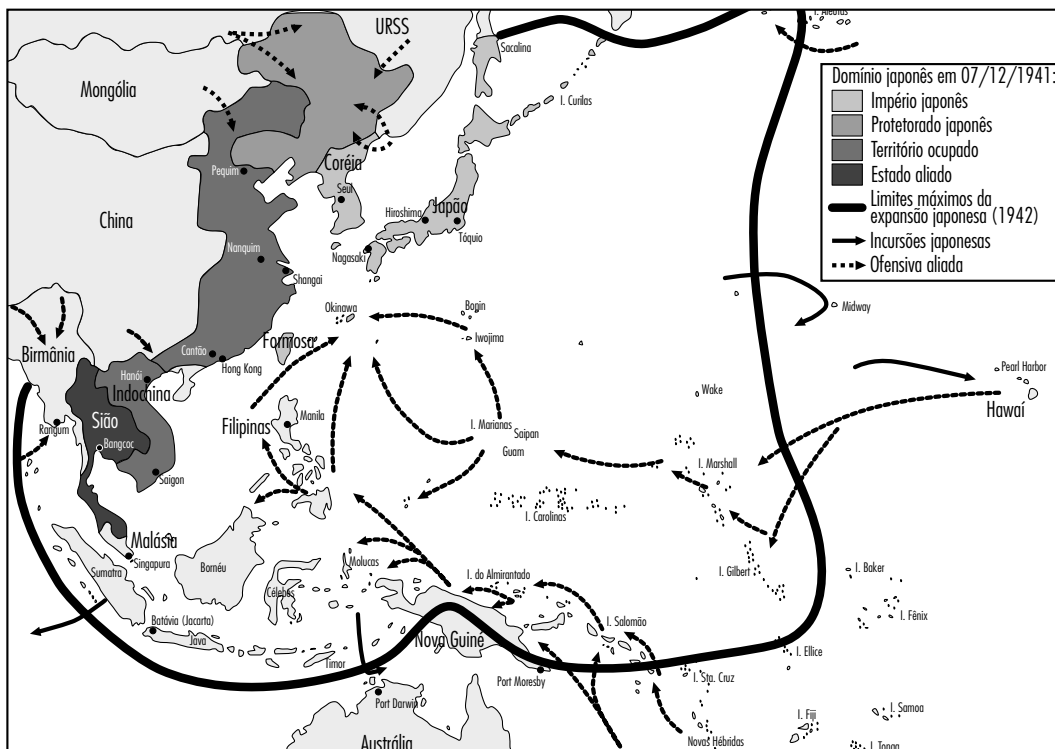 I. Aleutas
URSS
Sacalina
Mongólia
I. Curilas
Domínio japonês em 07/12/1941:
Império japonês
Protetorado japonês
Território ocupado
Estado aliado
Limites máximos da
expansão japonesa (1942)
Incursões japonesas
Ofensiva aliada
Pequim
Coréia
Seul
Japão
Hiroshima
Tóquio
China
Nanquim
Nagasaki
Shangai
Okinawa
Bogin
Iwojima
Midway
Birmânia
Formosa
Cantão
Hong Kong
Hanói
Indochina
Pearl Harbor
Hawaí
Wake
Sião
Rangum
Bangcoc
Filipinas
Manila
I. Marianas
Saipan
Guam
I. Marshall
Saigon
I. Carolinas
Malásia
Singapura
Sumatra
Bornéu
Célebes
Molucas
I. do Almirantado
I. Gilbert
I. Baker
I. Fênix
Batávia (Jacarta)
Java
Nova Guiné
I. Salomão
Timor
I. Ellice
Port Moresby
I. Sta. Cruz
Port Darwin
I. Samoa
I. Fiji
Novas Hébridas
Austrália
I. Tonga